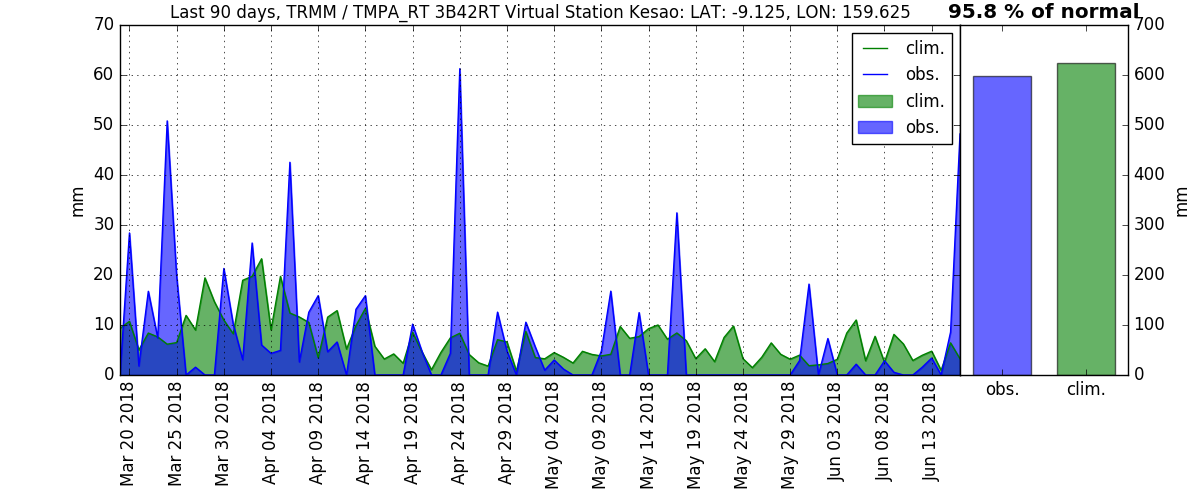 Last 90 days, TRMM / TMPA_RT 3B42RT Virtual Station Kesao: LAT: -9.125, LON: 159.625
95.8 % of normal
70
60
50
40
30
20
10
0
mm
clim.
obs.
clim.
obs.
700
600
500
400
300
200
100
0
mm
Mar 20 2018
Mar 25 2018
Mar 30 2018
Apr 04 2018
Apr 09 2018
Apr 14 2018
Apr 19 2018
Apr 24 2018
Apr 29 2018
May 04 2018
May 09 2018
May 14 2018
May 19 2018
May 24 2018
May 29 2018
Jun 03 2018
Jun 08 2018
Jun 13 2018
obs.
clim.